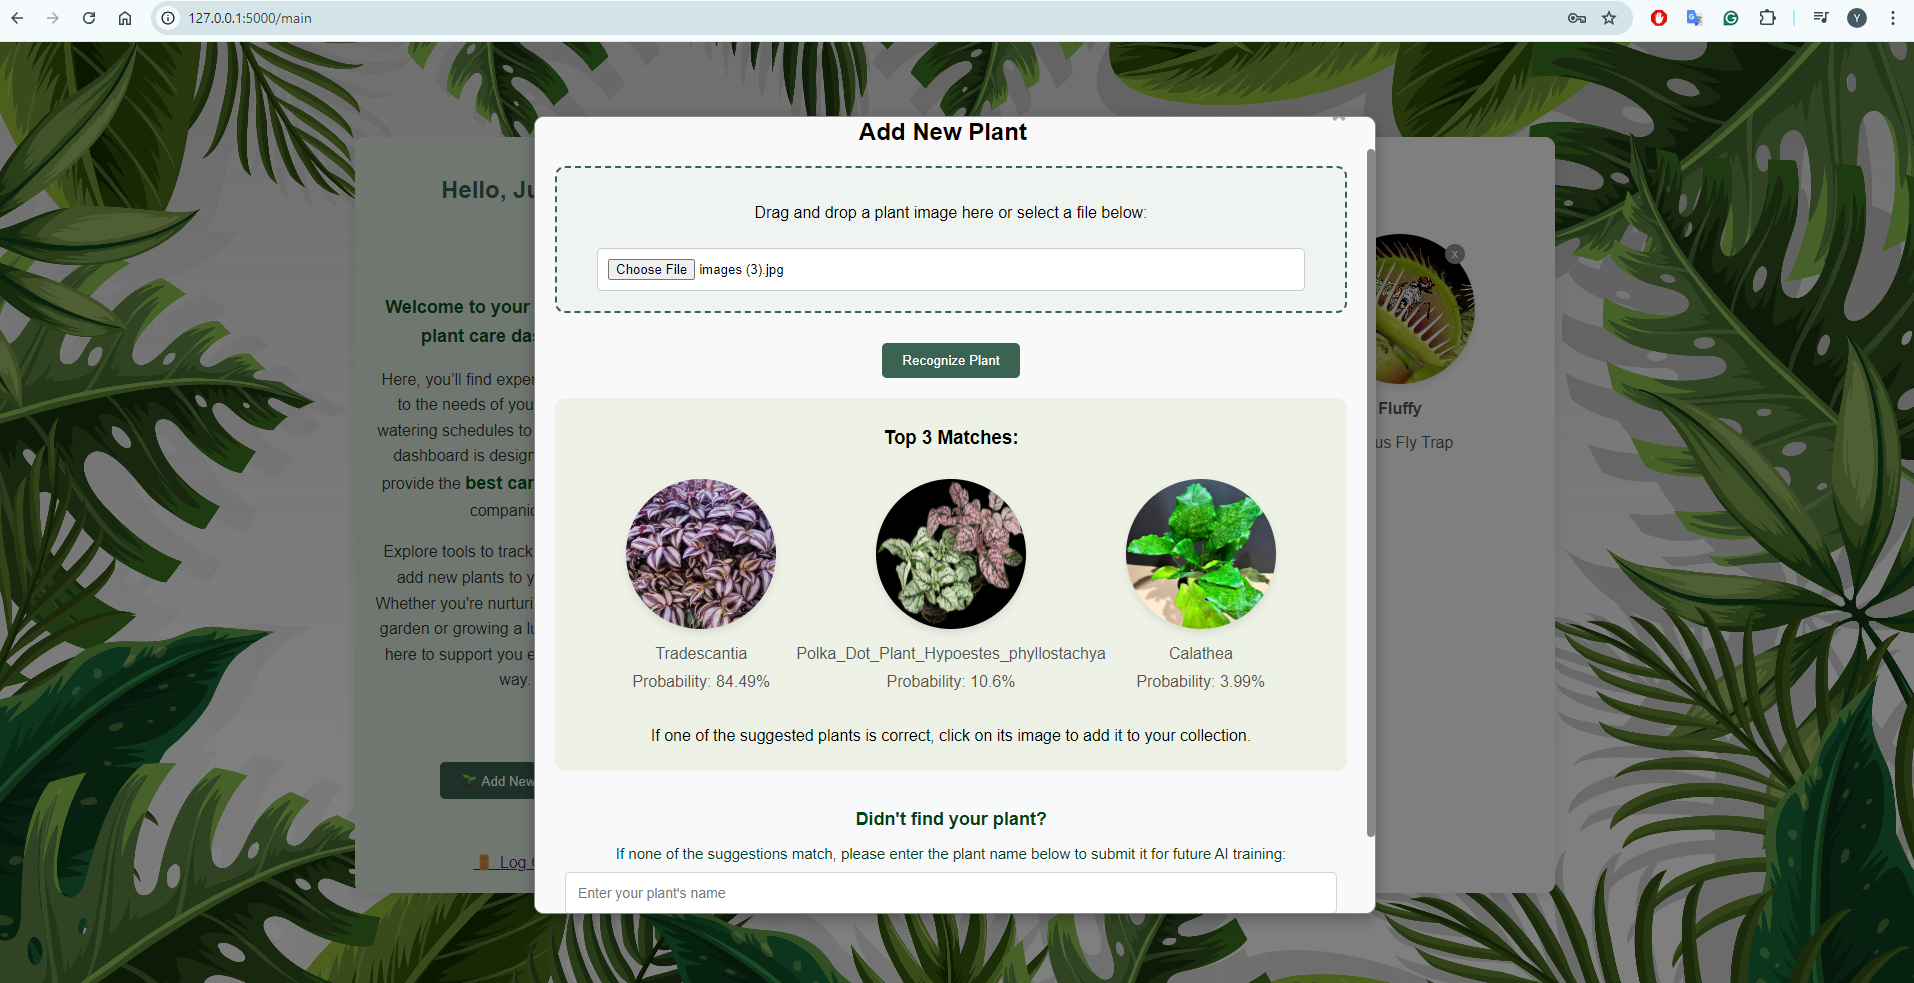 127.0.0.1:5000/main
Y
Hello, Ju
Welcome to your
plant care da
Here, you'll find exper
to the needs of you
watering schedules to
dashboard is design
provide the best car
compani
Explore tools to track
add new plants to y
Whether you're nurturi
garden or growing a lu
here to support you e
way.
Add New
Log
Add New Plant
Drag and drop a plant image here or select a file below:
Choose File images (3).jpg
Recognize Plant
Top 3 Matches:
Tradescantia
Probability: 84.49%
Polka_Dot_Plant_Hypoestes_phyllostachya
Probability: 10.6%
Calathea
Probability: 3.99%
If one of the suggested plants is correct, click on its image to add it to your collection.
Didn't find your plant?
If none of the suggestions match, please enter the plant name below to submit it for future AI training:
Enter your plant's name
x
Fluffy
us Fly Trap